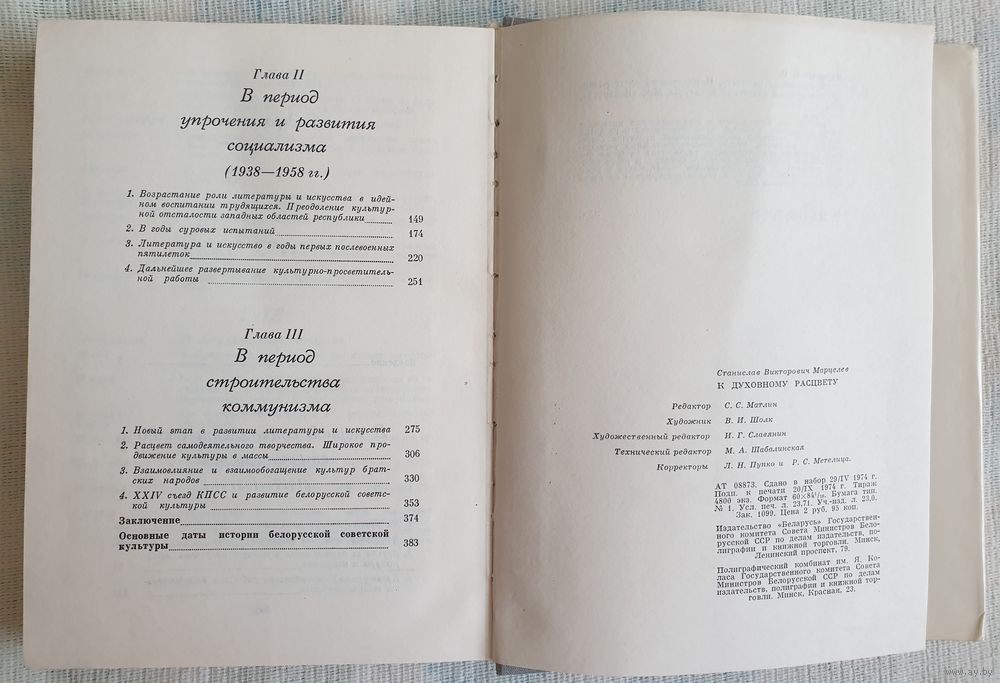 Глава II
В период
упрочения и развития
социализма
(1938—1958 гг.)
1. Возрастание роли литературы и искусства в идей-
ном воспитании трудящихся. Преодоление культур-
ной отсталости западных областей республики 149
2. В годы суровых испытаний 174
3. Литература и искусство в годы первых послевоенных
пятилеток 220
4. Дальнейшее развертывание культурно-просветитель-
ной работы 251
Глава III
В период
строительства
коммунизма
1. Новый этап в развитии литературы и искусства 275
2. Расцвет самодеятельного творчества. Широкое про-
движение культуры в массы 306
3. Взаимовлияние и взаимообогащение культур брат-
ских народов 330
4. XXIV съезд КПСС и развитие белорусской советс-
кой культуры 353
Заключение 374
Основные даты истории белорусской советской
культуры 383
Станислав Викторович Марцелев
К ДУХОВНОМУ РАСЦВЕТУ
Редактор С. С. Матлин
Художник В. И. Шолк
Художественный редактор И. Г. Славянин
Технический редактор М. А. Шабалинская
Корректоры Л. Н. Пупко и Р. С. Метелица.
АТ 08873. Сдано в набор 29/IV 1974 г.
Подп. к печати 20/IX 1974 г. Тираж
4800 экз. Формат 60×84¹/₁₆. Бумага тип.
№ 1. Усл. печ. л. 23,71. Уч.-изд. л. 23,0.
Зак. 1099. Цена 2 руб. 95 коп.
Издательство «Беларусь» Государствен-
ного комитета Совета Министров Бело-
русской ССР по делам издательств, по-
лиграфии и книжной торговли. Минск,
Ленинский проспект, 79.
Полиграфический комбинат им. Я. Ко-
ласа Государственного комитета Совета
Министров Белорусской ССР по делам
издательств, полиграфии и книжной тор-
говли. Минск, Красная, 23.
www.ay.by